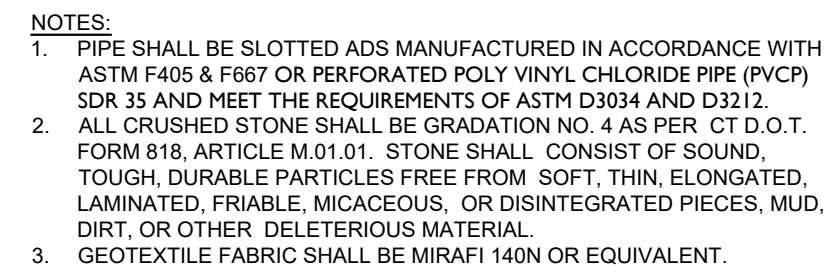 NOTES:
1. PIPE SHALL BE SLOTTED ADS MANUFACTURED IN ACCORDANCE WITH
ASTM F405 & F667 OR PERFORATED POLY VINYL CHLORIDE PIPE (PVCP)
SDR 35 AND MEET THE REQUIREMENTS OF ASTM D3034 AND D3212.
2. ALL CRUSHED STONE SHALL BE GRADATION NO. 4 AS PER CT D.O.T.
FORM 818, ARTICLE M.01.01. STONE SHALL CONSIST OF SOUND,
TOUGH, DURABLE PARTICLES FREE FROM SOFT, THIN, ELONGATED,
LAMINATED, FRIABLE, MICACEOUS, OR DISINTEGRATED PIECES, MUD,
DIRT, OR OTHER DELETERIOUS MATERIAL.
3. GEOTEXTILE FABRIC SHALL BE MIRAFI 140N OR EQUIVALENT.